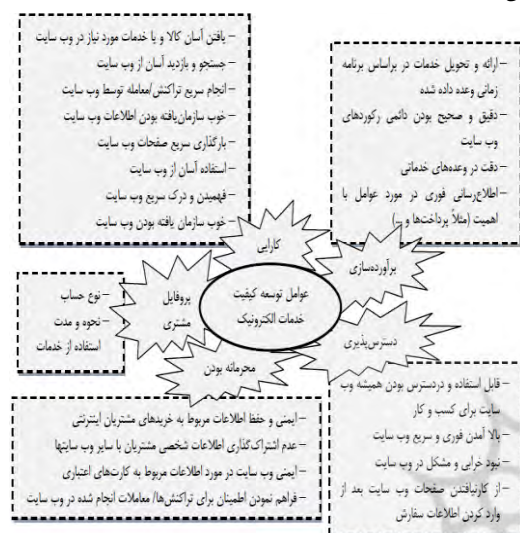 – یافتن آسان کالا و یا خدمات مورد نیاز در وب سایت
– جستجو و بازدید آسان از وب سایت
– انجام سریع تراکنش/معامله توسط وب سایت
– خوب سازمان‌یافته بودن اطلاعات وب سایت
– بارگذاری سریع صفحات وب سایت
– استفاده آسان از وب سایت
– فهمیدن و درک سریع وب سایت
– خوب سازمان یافته بودن وب سایت
– ارائه و تحویل خدمات در براساس برنامه
زمانی وعده داده شده
– دقیق و صحیح بودن دائمی رکوردهای
وب سایت
– دقت در وعده‌های خدماتی
– اطلاع‌رسانی فوری در مورد عوامل با
اهمیت (مثلاً پرداخت‌ها و ...)
کارایی
برآورده‌سازی
پروفایل
مشتری
عوامل توسعه کیفیت
خدمات الکترونیک
دسترس‌پذیری
محرمانه بودن
– نوع حساب
– نحوه و مدت
استفاده از خدمات
– قابل استفاده و دردسترس بودن همیشه وب
سایت برای کسب و کار
– بالا آمدن فوری و سریع وب سایت
– نبود خرابی و مشکل در وب سایت
– از کارنیافتدن صفحات وب سایت بعد از
وارد کردن اطلاعات سفارش
– ایمنی و حفظ اطلاعات مربوط به خریدهای مشتریان اینترنتی
– عدم اشتراک‌گذاری اطلاعات شخصی مشتریان با سایر وب سایتها
– ایمنی وب سایت در مورد اطلاعات مربوط به کارت‌های اعتباری
– فراهم نمودن اطمینان برای تراکنش‌ها/ معاملات انجام شده در وب سایت